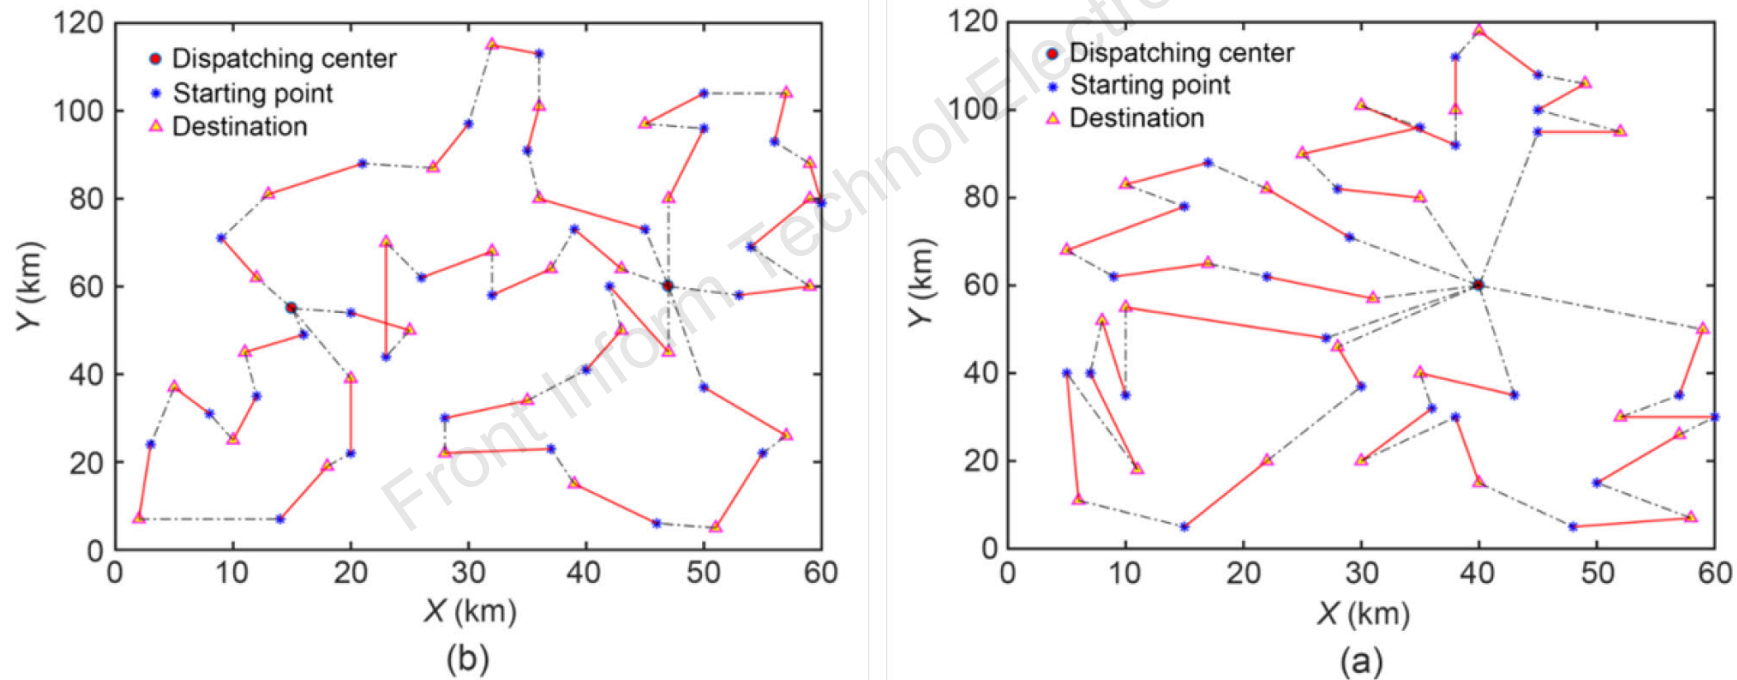 120
100
80
60
40
20
0
Y (km)
Dispatching center
Starting point
Destination
0 10 20 30 40 50 60
X (km)
(b)
120
100
80
60
40
20
0
Y (km)
Dispatching center
Starting point
Destination
0 10 20 30 40 50 60
X (km)
(a)
Front Inform Technol Electro